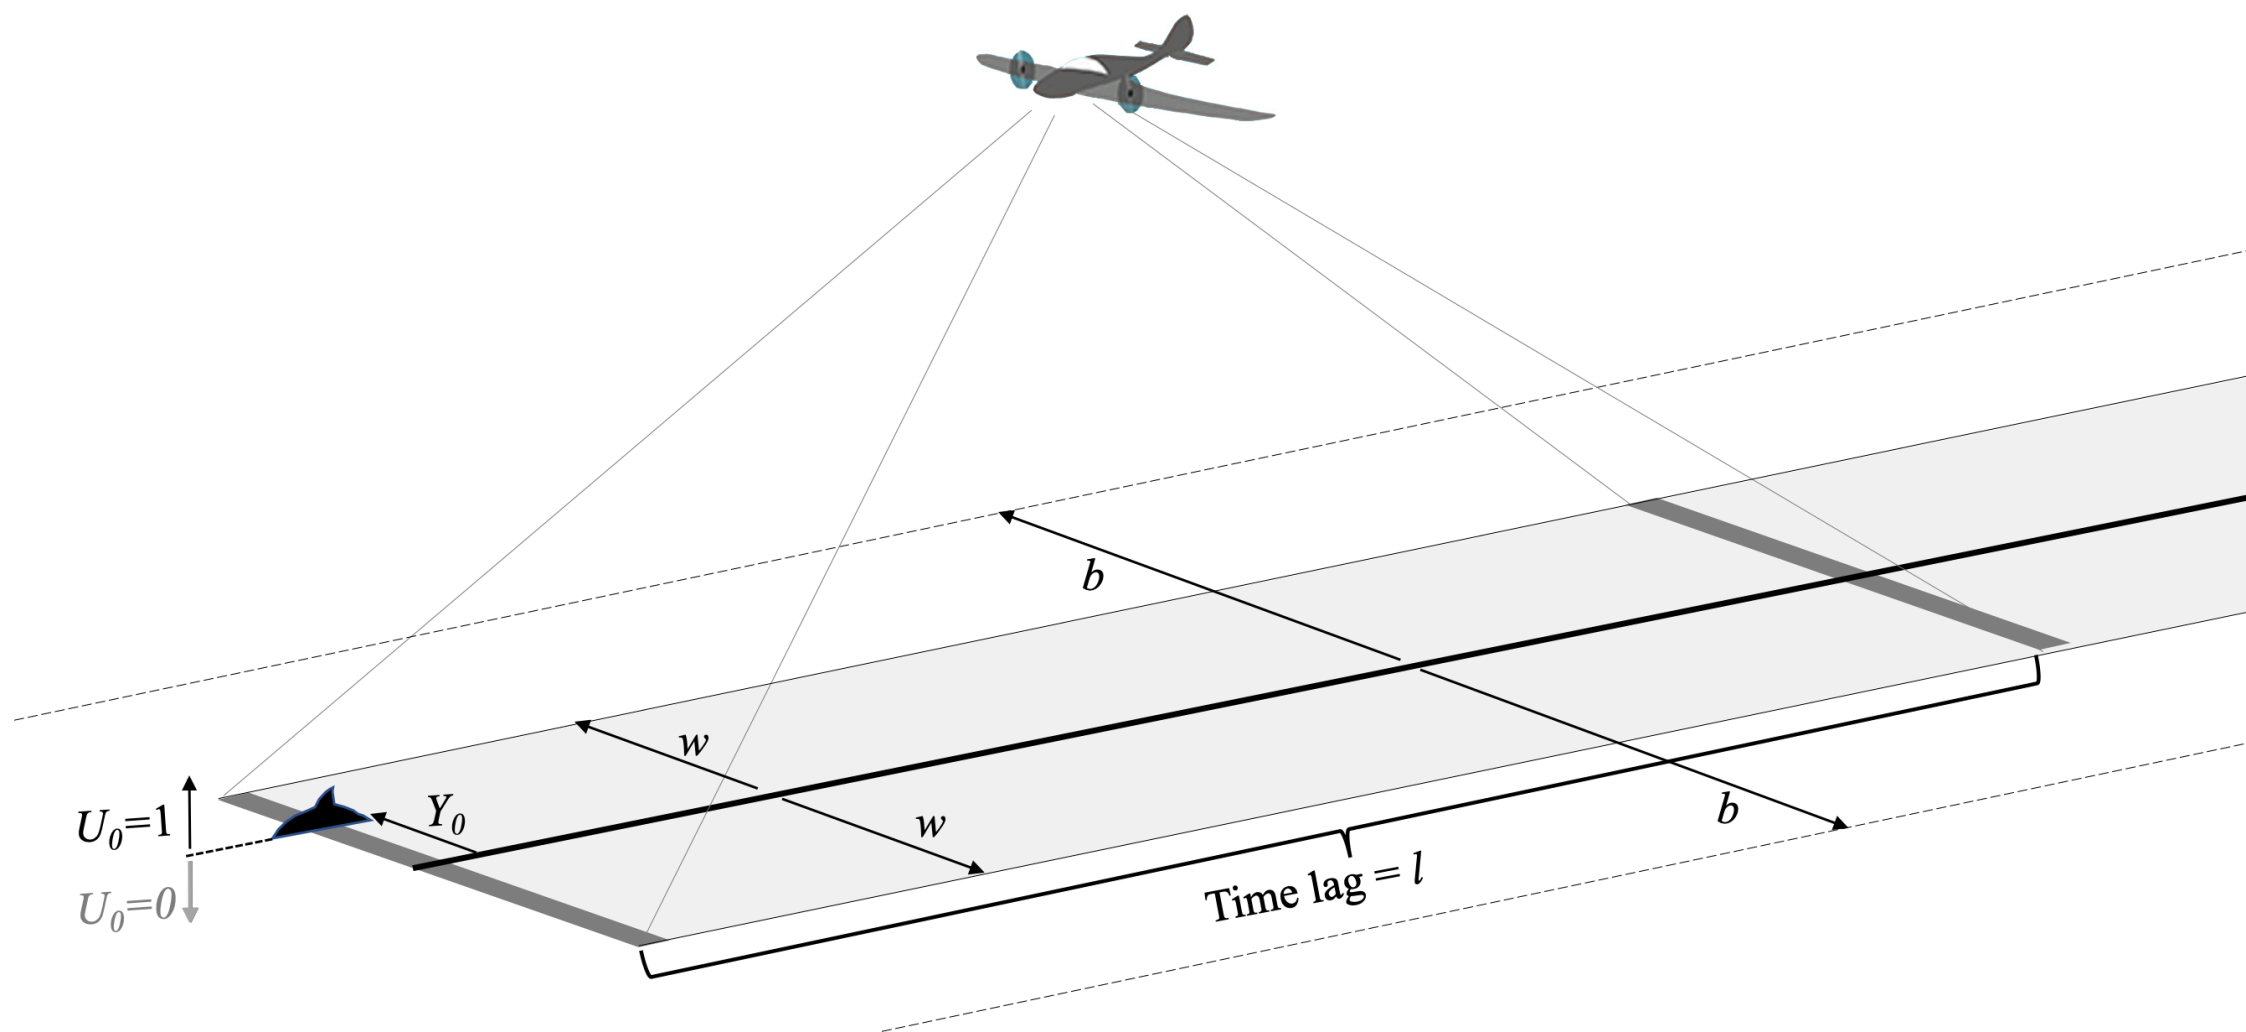 b
w
Y₀
U₀=1
w
b
U₀=0
Time lag = l